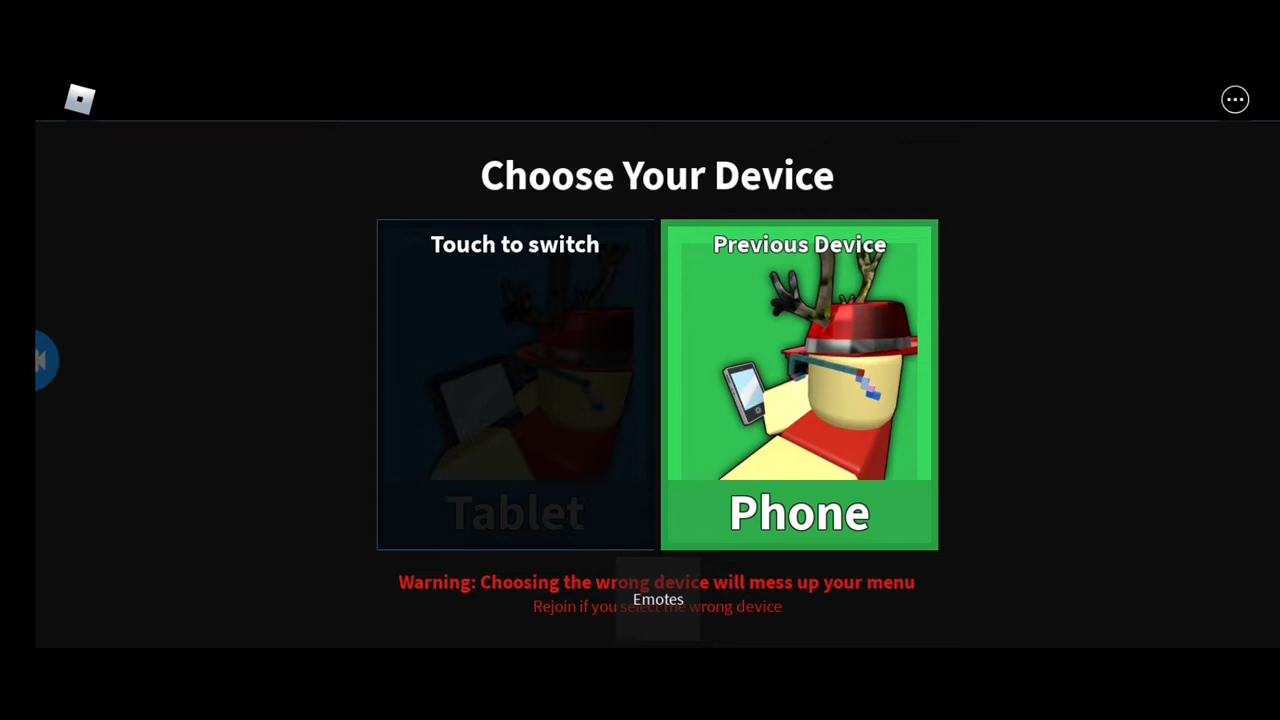 Choose Your Device
Touch to switch
Previous Device
Tablet
Phone
Warning: Choosing the wrong device will mess up your menu
Rejoin if you select the wrong device
Emotes